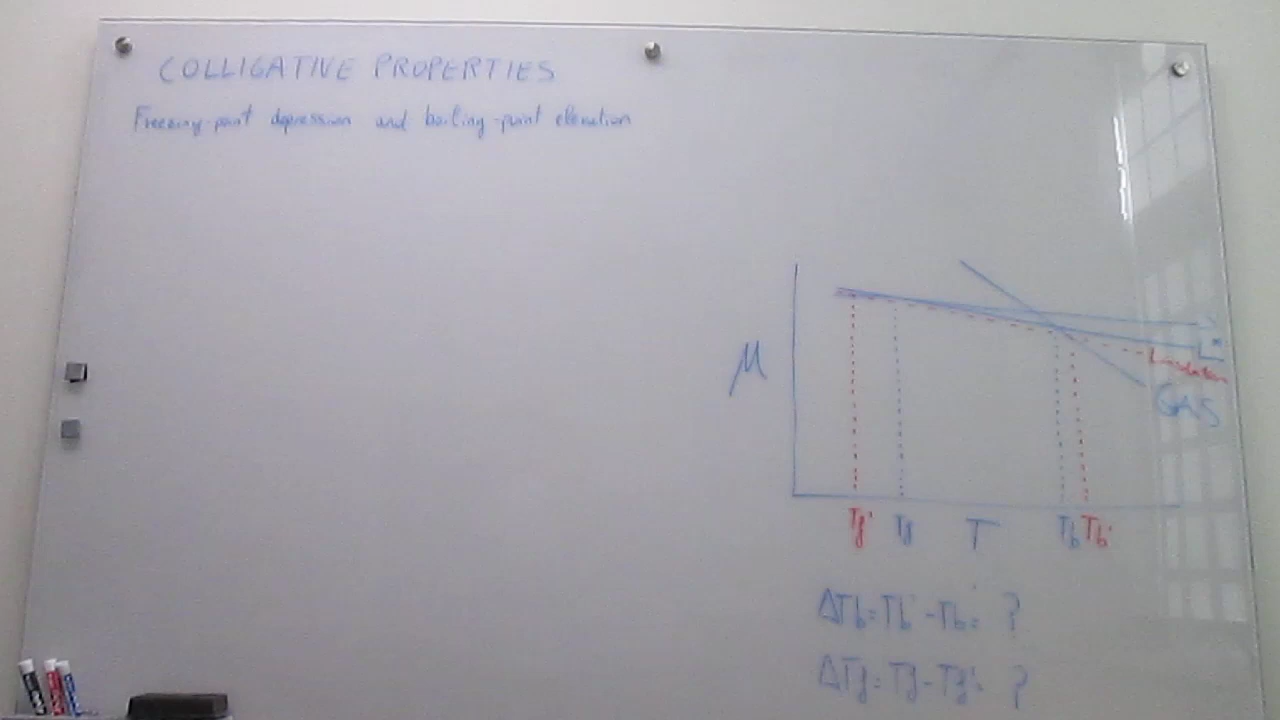 COLLIGATIVE PROPERTIES
Freezing-point depression and boiling-point elevation
μ
L*
L solution
GAS
Tf' Tf T Tb Tb'
ΔTb = Tb' - Tb = ?
ΔTf = Tf - Tf' = ?